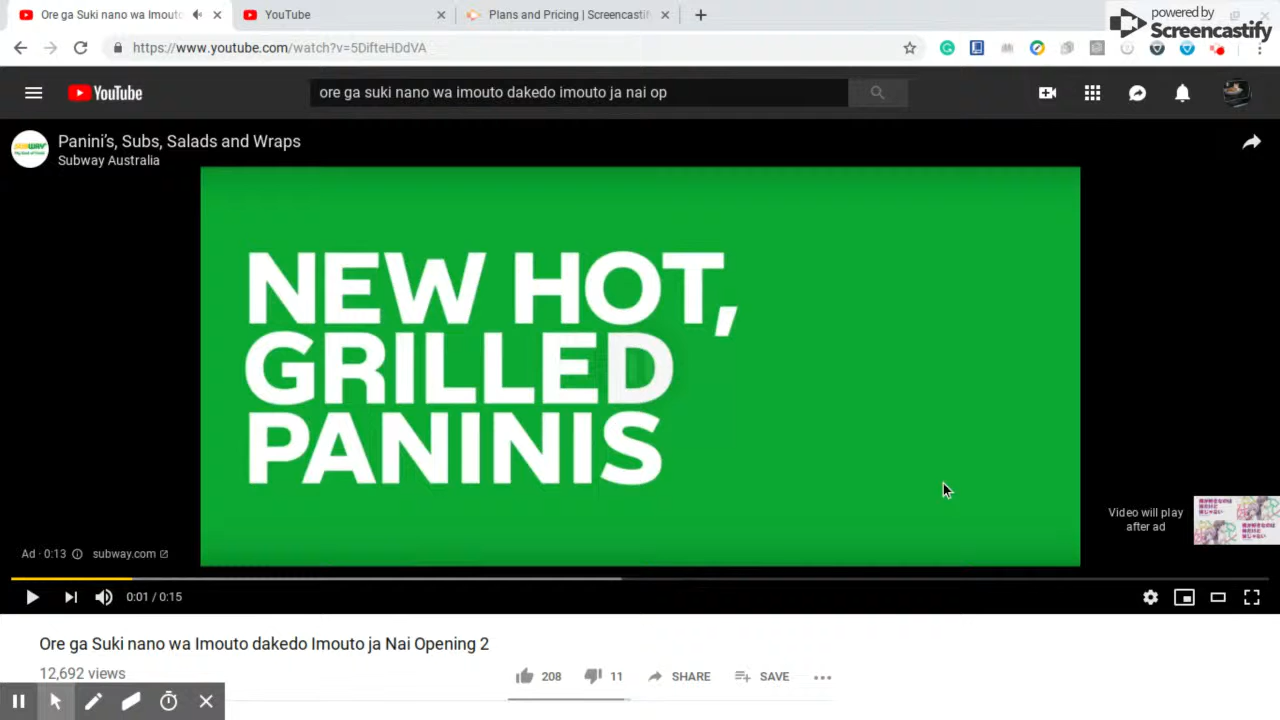 Ore ga Suki nano wa Imouto
YouTube
Plans and Pricing | Screencastif
powered by
Screencastify
https://www.youtube.com/watch?v=5DifteHDdVA
YouTube
ore ga suki nano wa imouto dakedo imouto ja nai op
Panini’s, Subs, Salads and Wraps
Subway Australia
NEW HOT,
GRILLED
PANINIS
Video will play
after ad
Ad · 0:13
subway.com
0:01 / 0:15
Ore ga Suki nano wa Imouto dakedo Imouto ja Nai Opening 2
12,692 views
208
11
SHARE
SAVE